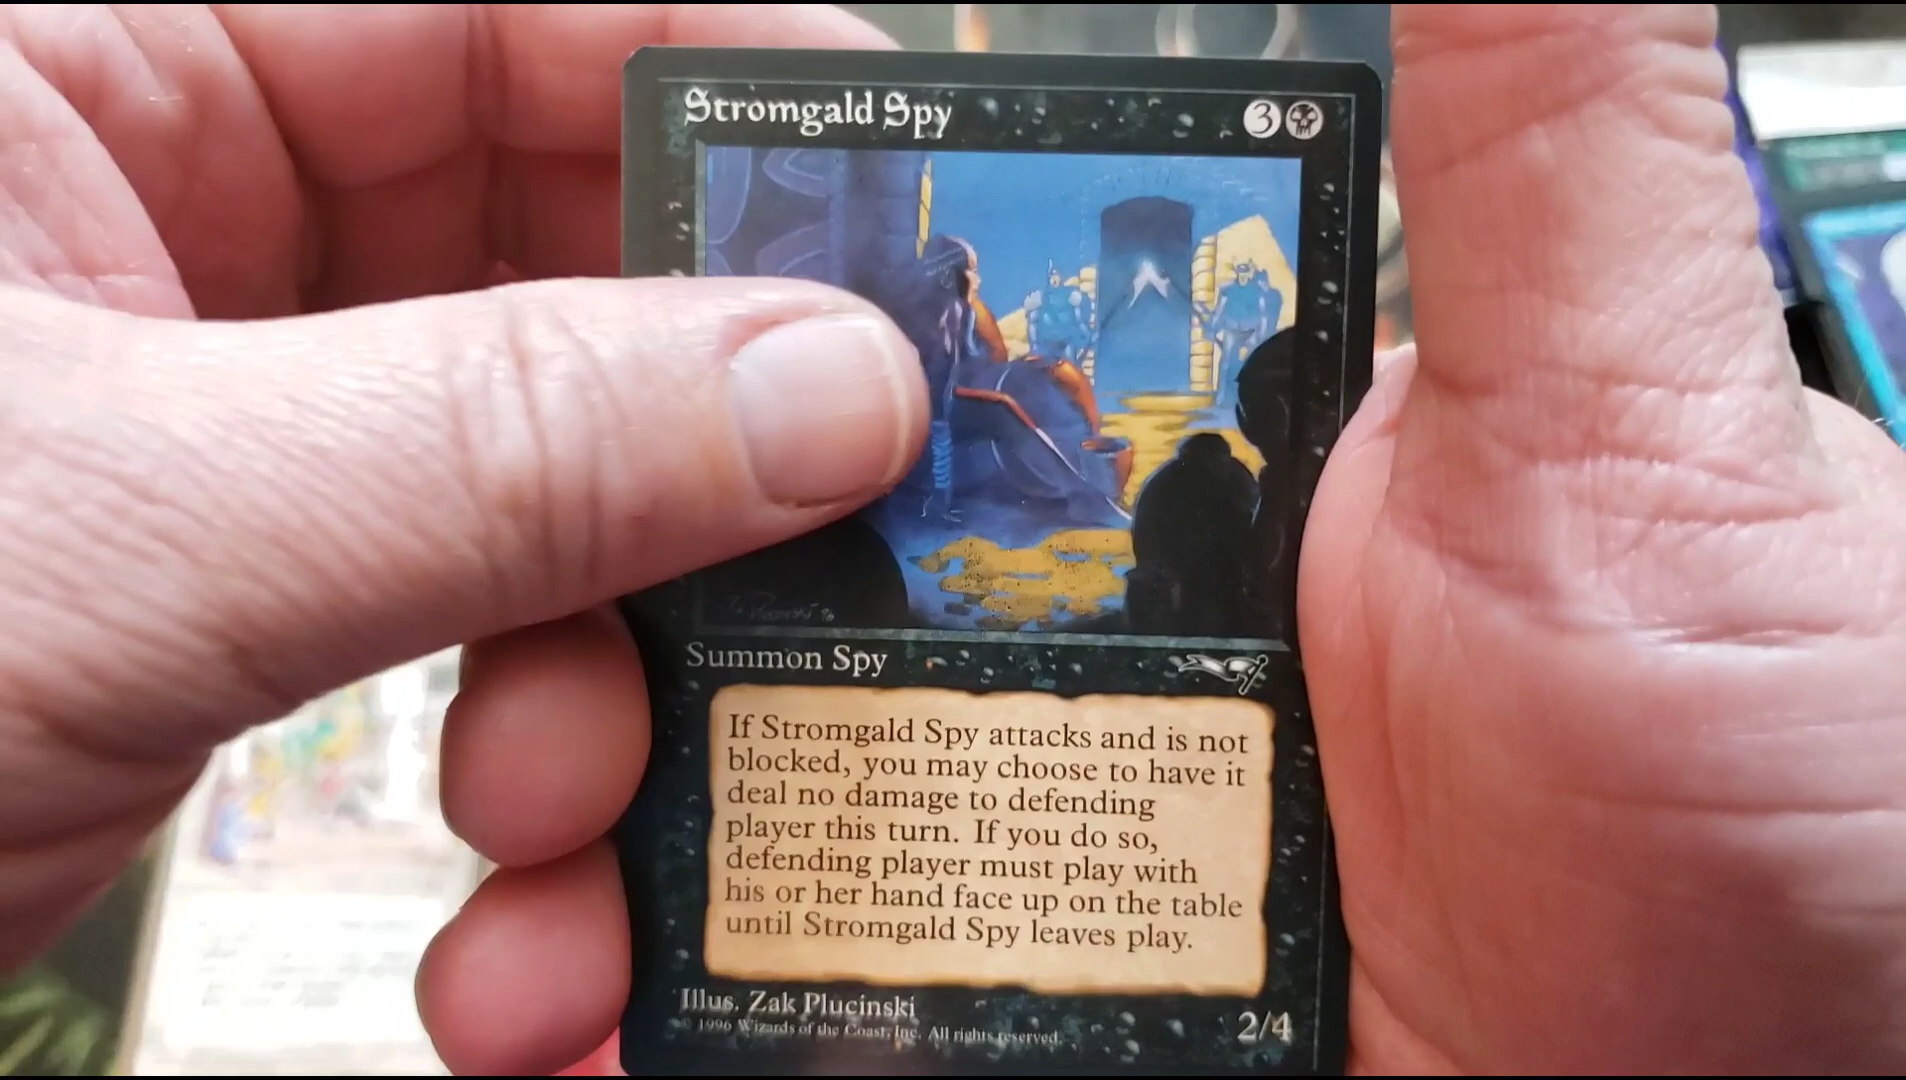 Stromgald Spy 3
Summon Spy
If Stromgald Spy attacks and is not
blocked, you may choose to have it
deal no damage to defending
player this turn. If you do so,
defending player must play with
his or her hand face up on the table
until Stromgald Spy leaves play.
Illus. Zak Plucinski
© 1996 Wizards of the Coast, Inc. All rights reserved.
2/4